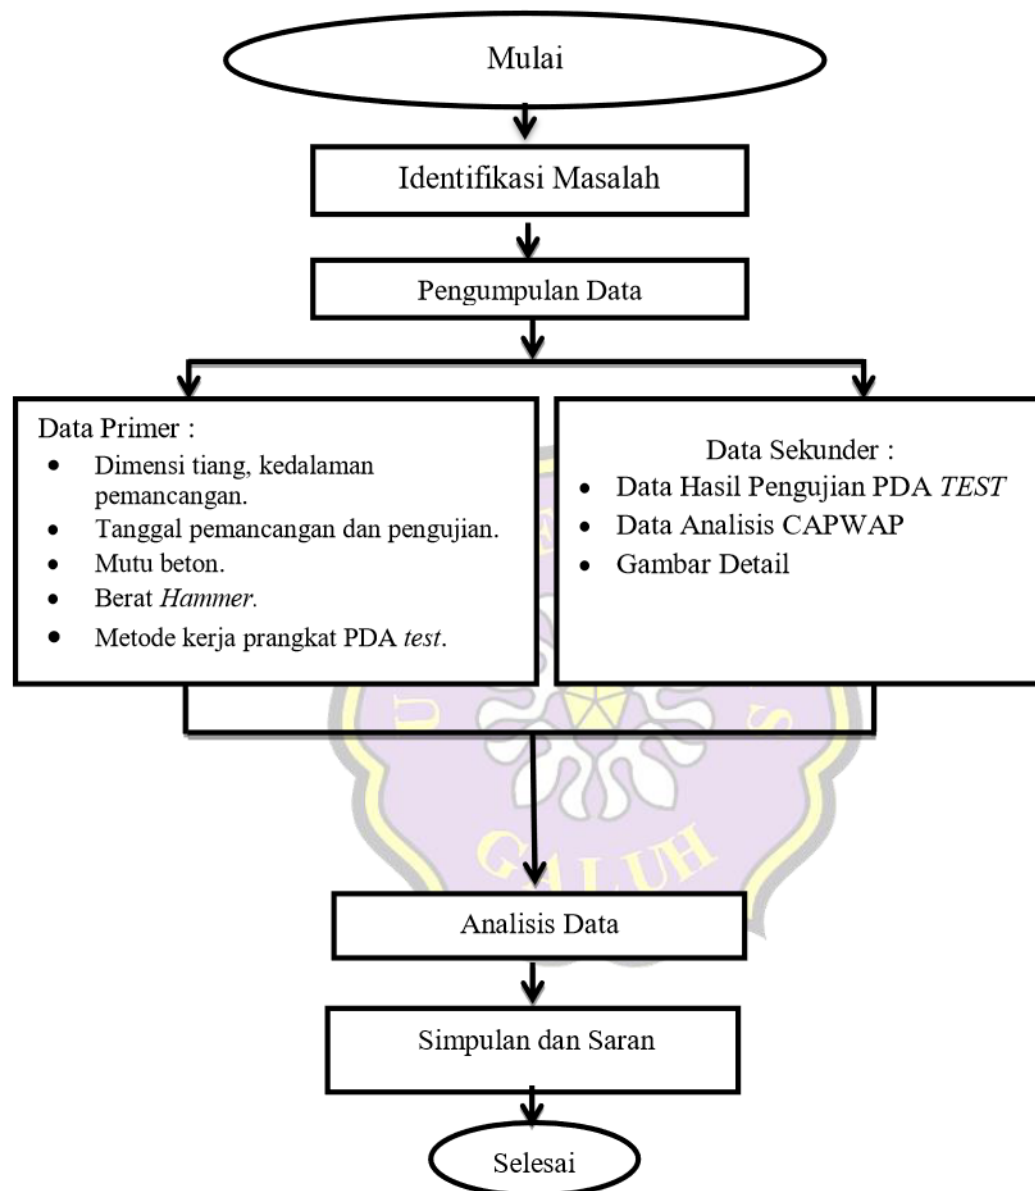 Mulai
Identifikasi Masalah
Pengumpulan Data
Data Primer :
• Dimensi tiang, kedalaman
pemancangan.
• Tanggal pemancangan dan pengujian.
• Mutu beton.
• Berat Hammer.
• Metode kerja prangkat PDA test.
Data Sekunder :
• Data Hasil Pengujian PDA TEST
• Data Analisis CAPWAP
• Gambar Detail
GALUH
Analisis Data
Simpulan dan Saran
Selesai